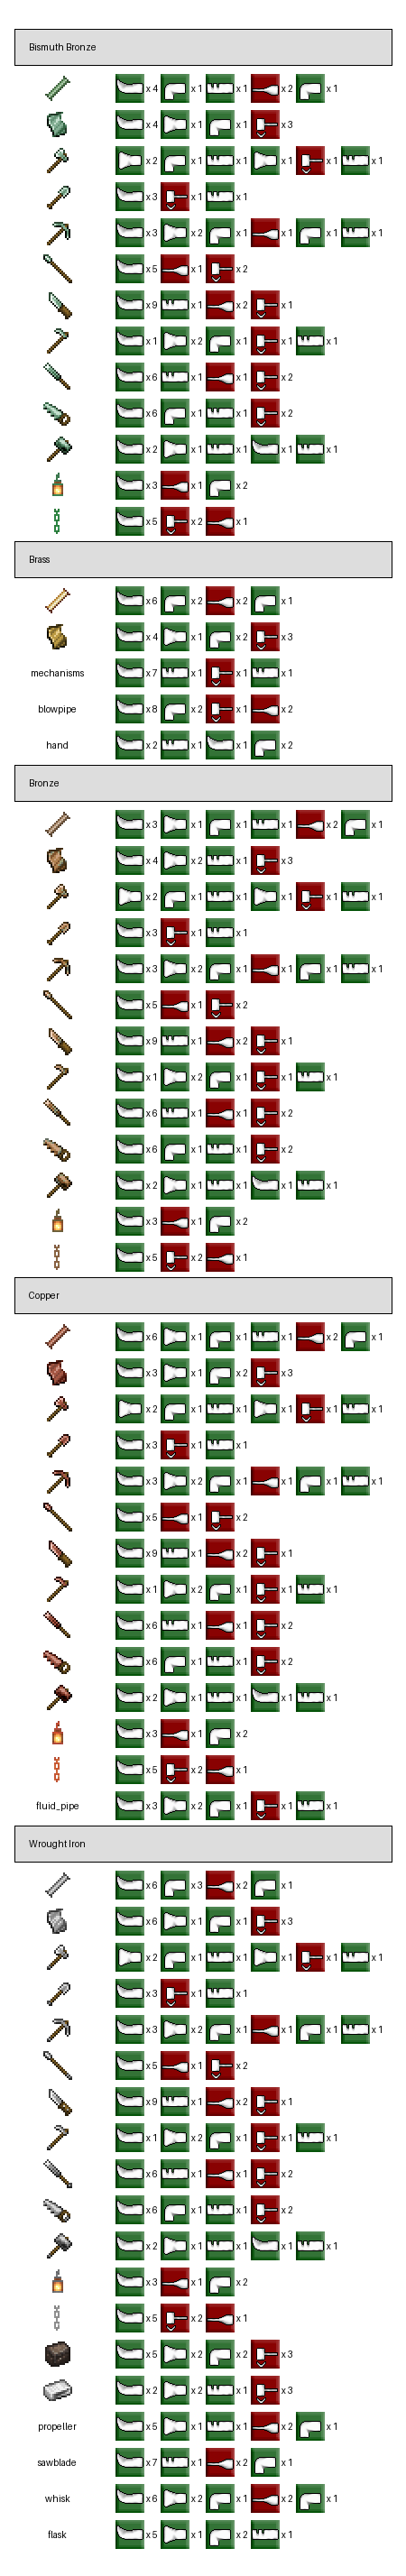 Bismuth Bronze
x 4 x 1 x 1 x 2 x 1
x 4 x 1 x 1 x 3
x 2 x 1 x 1 x 1 x 1 x 1
x 3 x 1 x 1
x 3 x 2 x 1 x 1 x 1 x 1
x 5 x 1 x 2
x 9 x 1 x 2 x 1
x 1 x 2 x 1 x 1 x 1
x 6 x 1 x 1 x 2
x 6 x 1 x 1 x 2
x 2 x 1 x 1 x 1 x 1
x 3 x 1 x 2
x 5 x 2 x 1
Brass
x 6 x 2 x 2 x 1
x 4 x 1 x 2 x 3
mechanisms x 7 x 1 x 1 x 1
blowpipe x 8 x 2 x 1 x 2
hand x 2 x 1 x 1 x 2
Bronze
x 3 x 1 x 1 x 1 x 2 x 1
x 4 x 2 x 1 x 3
x 2 x 1 x 1 x 1 x 1 x 1
x 3 x 1 x 1
x 3 x 2 x 1 x 1 x 1 x 1
x 5 x 1 x 2
x 9 x 1 x 2 x 1
x 1 x 2 x 1 x 1 x 1
x 6 x 1 x 1 x 2
x 6 x 1 x 1 x 2
x 2 x 1 x 1 x 1 x 1
x 3 x 1 x 2
x 5 x 2 x 1
Copper
x 6 x 1 x 1 x 1 x 2 x 1
x 3 x 1 x 2 x 3
x 2 x 1 x 1 x 1 x 1 x 1
x 3 x 1 x 1
x 3 x 2 x 1 x 1 x 1 x 1
x 5 x 1 x 2
x 9 x 1 x 2 x 1
x 1 x 2 x 1 x 1 x 1
x 6 x 1 x 1 x 2
x 6 x 1 x 1 x 2
x 2 x 1 x 1 x 1 x 1
x 3 x 1 x 2
x 5 x 2 x 1
fluid_pipe x 3 x 2 x 1 x 1 x 1
Wrought Iron
x 6 x 3 x 2 x 1
x 6 x 1 x 1 x 3
x 2 x 1 x 1 x 1 x 1 x 1
x 3 x 1 x 1
x 3 x 2 x 1 x 1 x 1 x 1
x 5 x 1 x 2
x 9 x 1 x 2 x 1
x 1 x 2 x 1 x 1 x 1
x 6 x 1 x 1 x 2
x 6 x 1 x 1 x 2
x 2 x 1 x 1 x 1 x 1
x 3 x 1 x 2
x 5 x 2 x 1
x 5 x 2 x 2 x 3
x 2 x 2 x 1 x 3
propeller x 5 x 1 x 1 x 2 x 1
sawblade x 7 x 1 x 2 x 1
whisk x 6 x 2 x 1 x 2 x 1
flask x 5 x 1 x 2 x 1